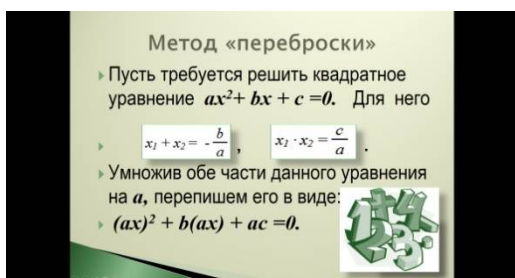 Метод «переброски»
Пусть требуется решить квадратное
уравнение ax²+ bx + c =0. Для него
x₁ + x₂ = - b/a , x₁ · x₂ = c/a .
Умножив обе части данного уравнения
на a, перепишем его в виде:
(ax)² + b(ax) + ac =0.